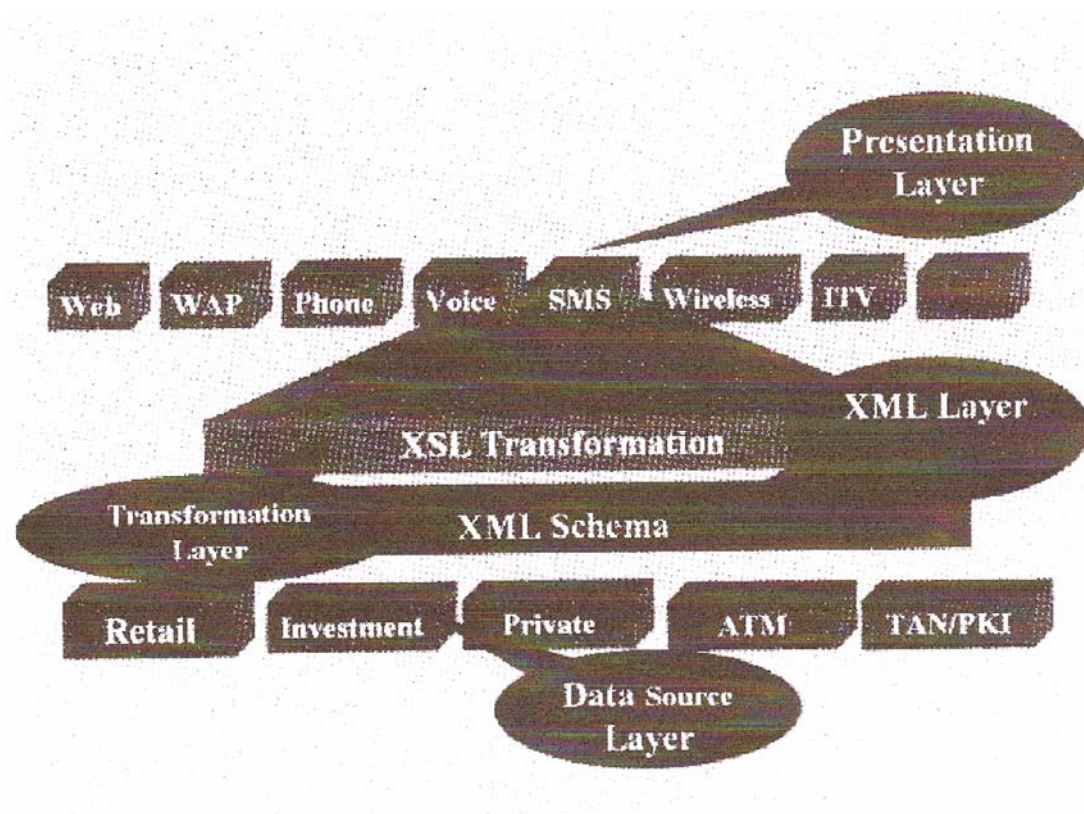 Presentation
Layer
Web WAP Phone Voice SMS Wireless ITV
XML Layer
XSL Transformation
Transformation
Layer
XML Schema
Retail Investment Private ATM TAN/PKI
Data Source
Layer